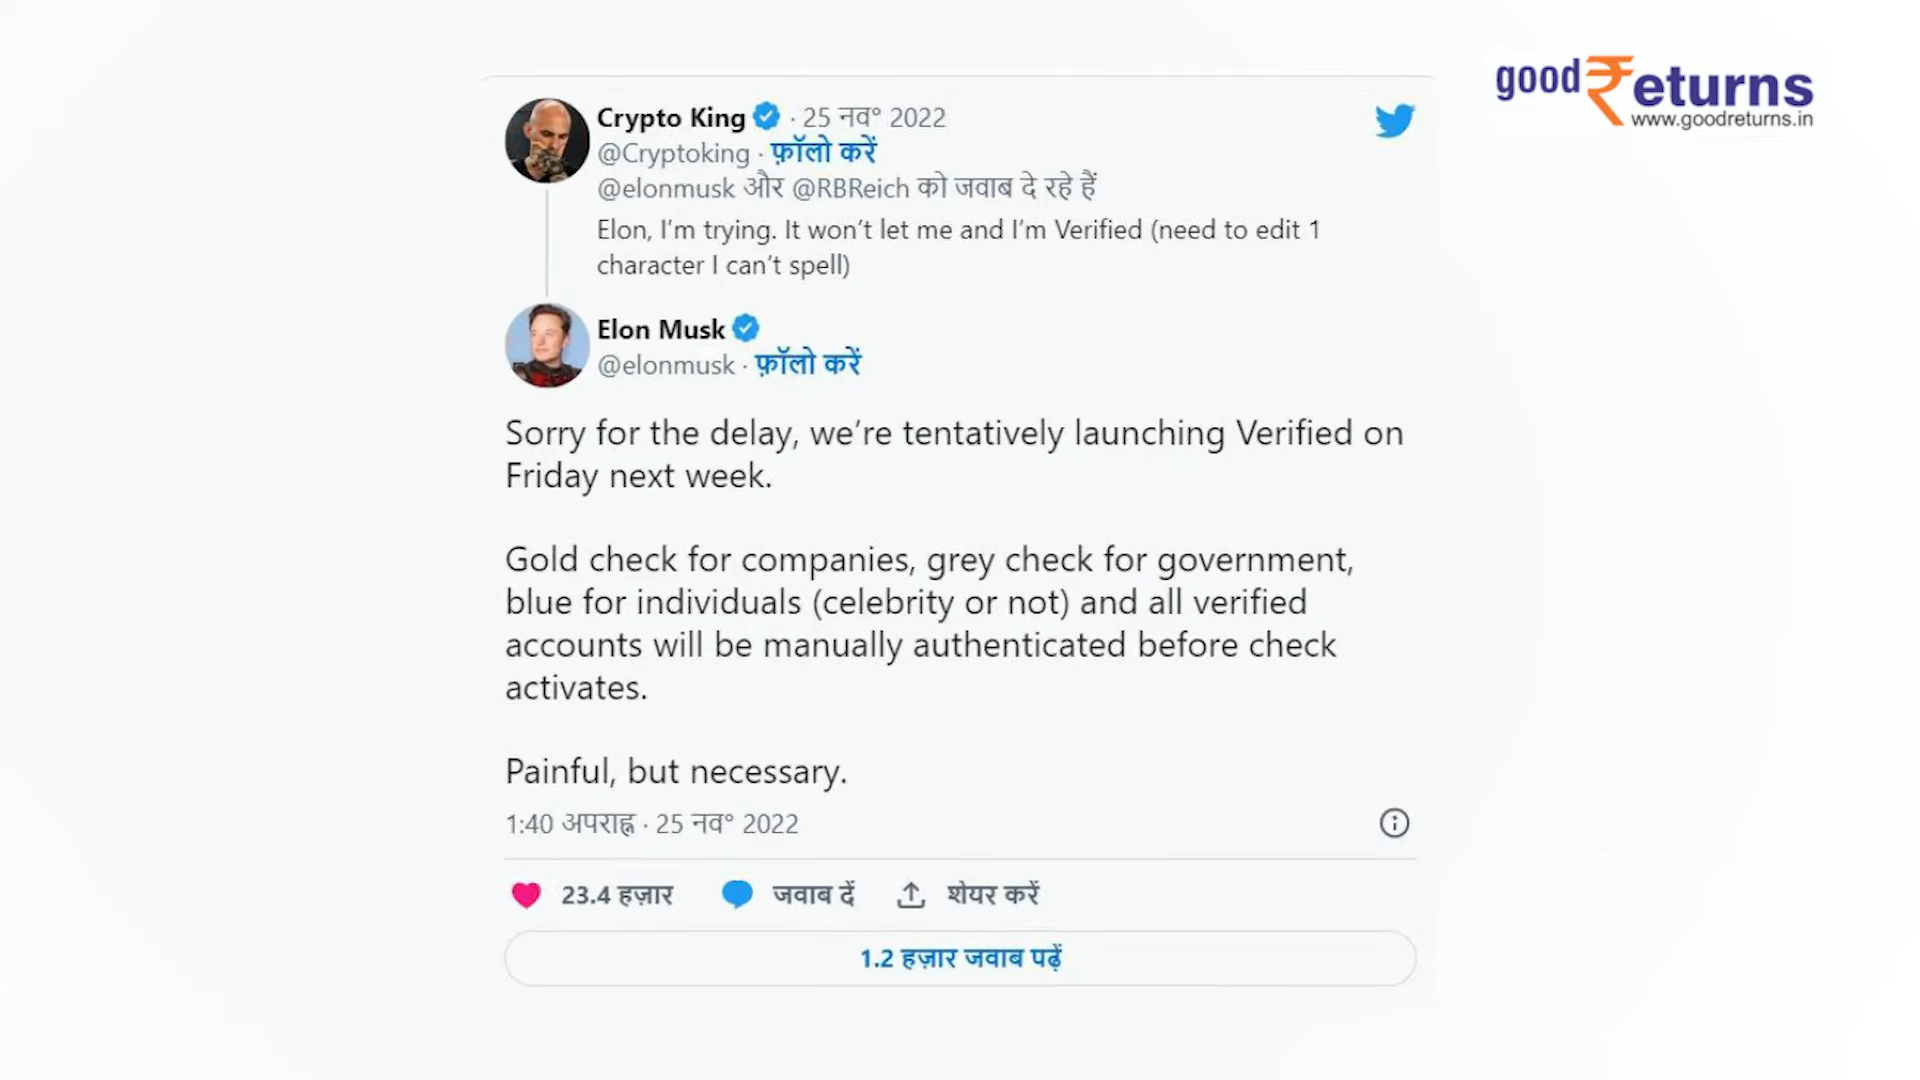 good ₹eturns
www.goodreturns.in
Crypto King · 25 नव॰ 2022
@Cryptoking · फ़ॉलो करें
@elonmusk और @RBReich को जवाब दे रहे हैं
Elon, I’m trying. It won’t let me and I’m Verified (need to edit 1
character I can’t spell)
Elon Musk
@elonmusk · फ़ॉलो करें
Sorry for the delay, we’re tentatively launching Verified on
Friday next week.
Gold check for companies, grey check for government,
blue for individuals (celebrity or not) and all verified
accounts will be manually authenticated before check
activates.
Painful, but necessary.
1:40 अपराह्न · 25 नव॰ 2022
23.4 हज़ार जवाब दें शेयर करें
1.2 हज़ार जवाब पढ़ें